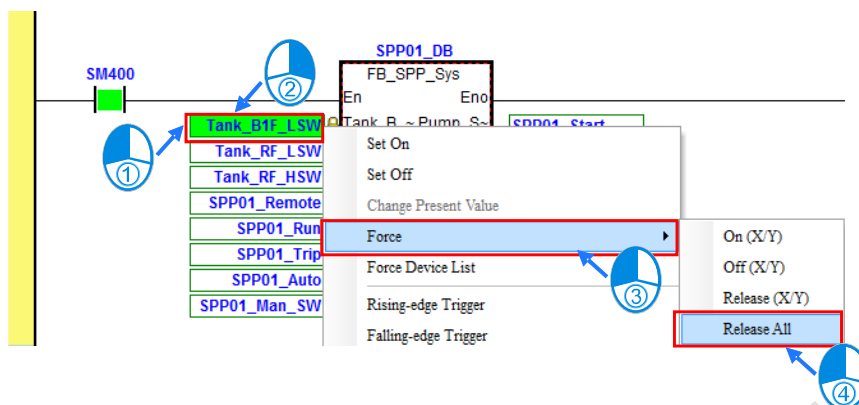 SPP01_DB
SM400
FB_SPP_Sys
②
En Eno
Tank_B1F_LSW Tank_B_~ Pump_S~ SPP01_Start
①
Tank_RF_LSW
Tank_RF_HSW
SPP01_Remote
SPP01_Run
SPP01_Trip
SPP01_Auto
SPP01_Man_SW
Set On
Set Off
Change Present Value
Force
Force Device List
Rising-edge Trigger
Falling-edge Trigger
③
On (X/Y)
Off (X/Y)
Release (X/Y)
Release All
④